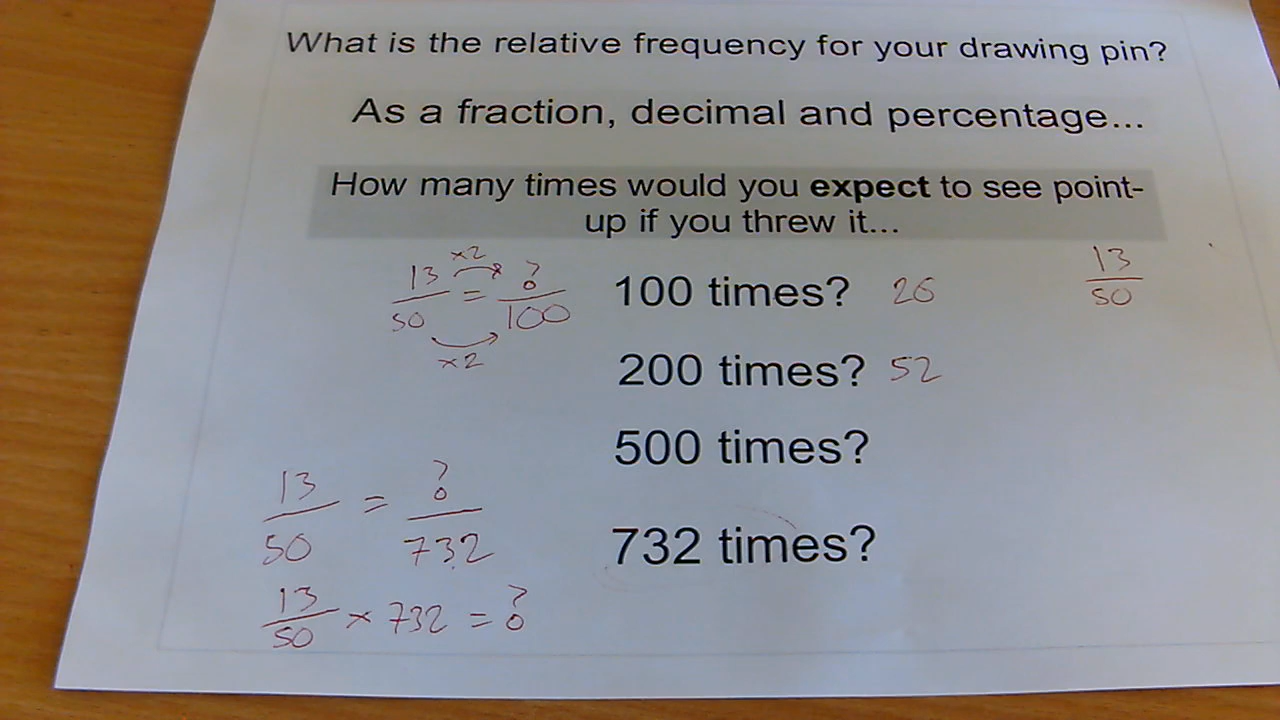 What is the relative frequency for your drawing pin?
As a fraction, decimal and percentage...
How many times would you expect to see point-
up if you threw it...
13/50 = ?/100
×2
×2
100 times? 26
13/50
200 times? 52
500 times?
13/50 = ?/732
732 times?
13/50 × 732 = ?